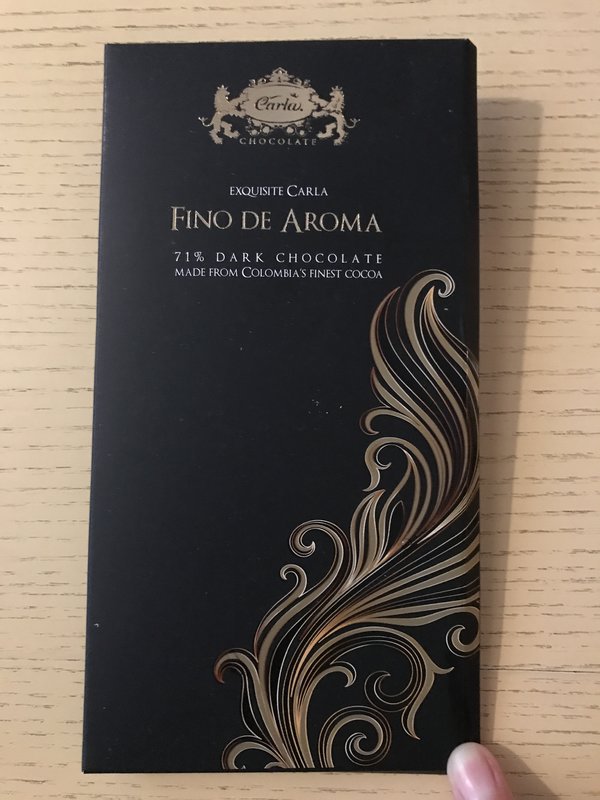 Carla
CHOCOLATE
EXQUISITE CARLA
FINO DE AROMA
71% DARK CHOCOLATE
MADE FROM COLOMBIA'S FINEST COCOA